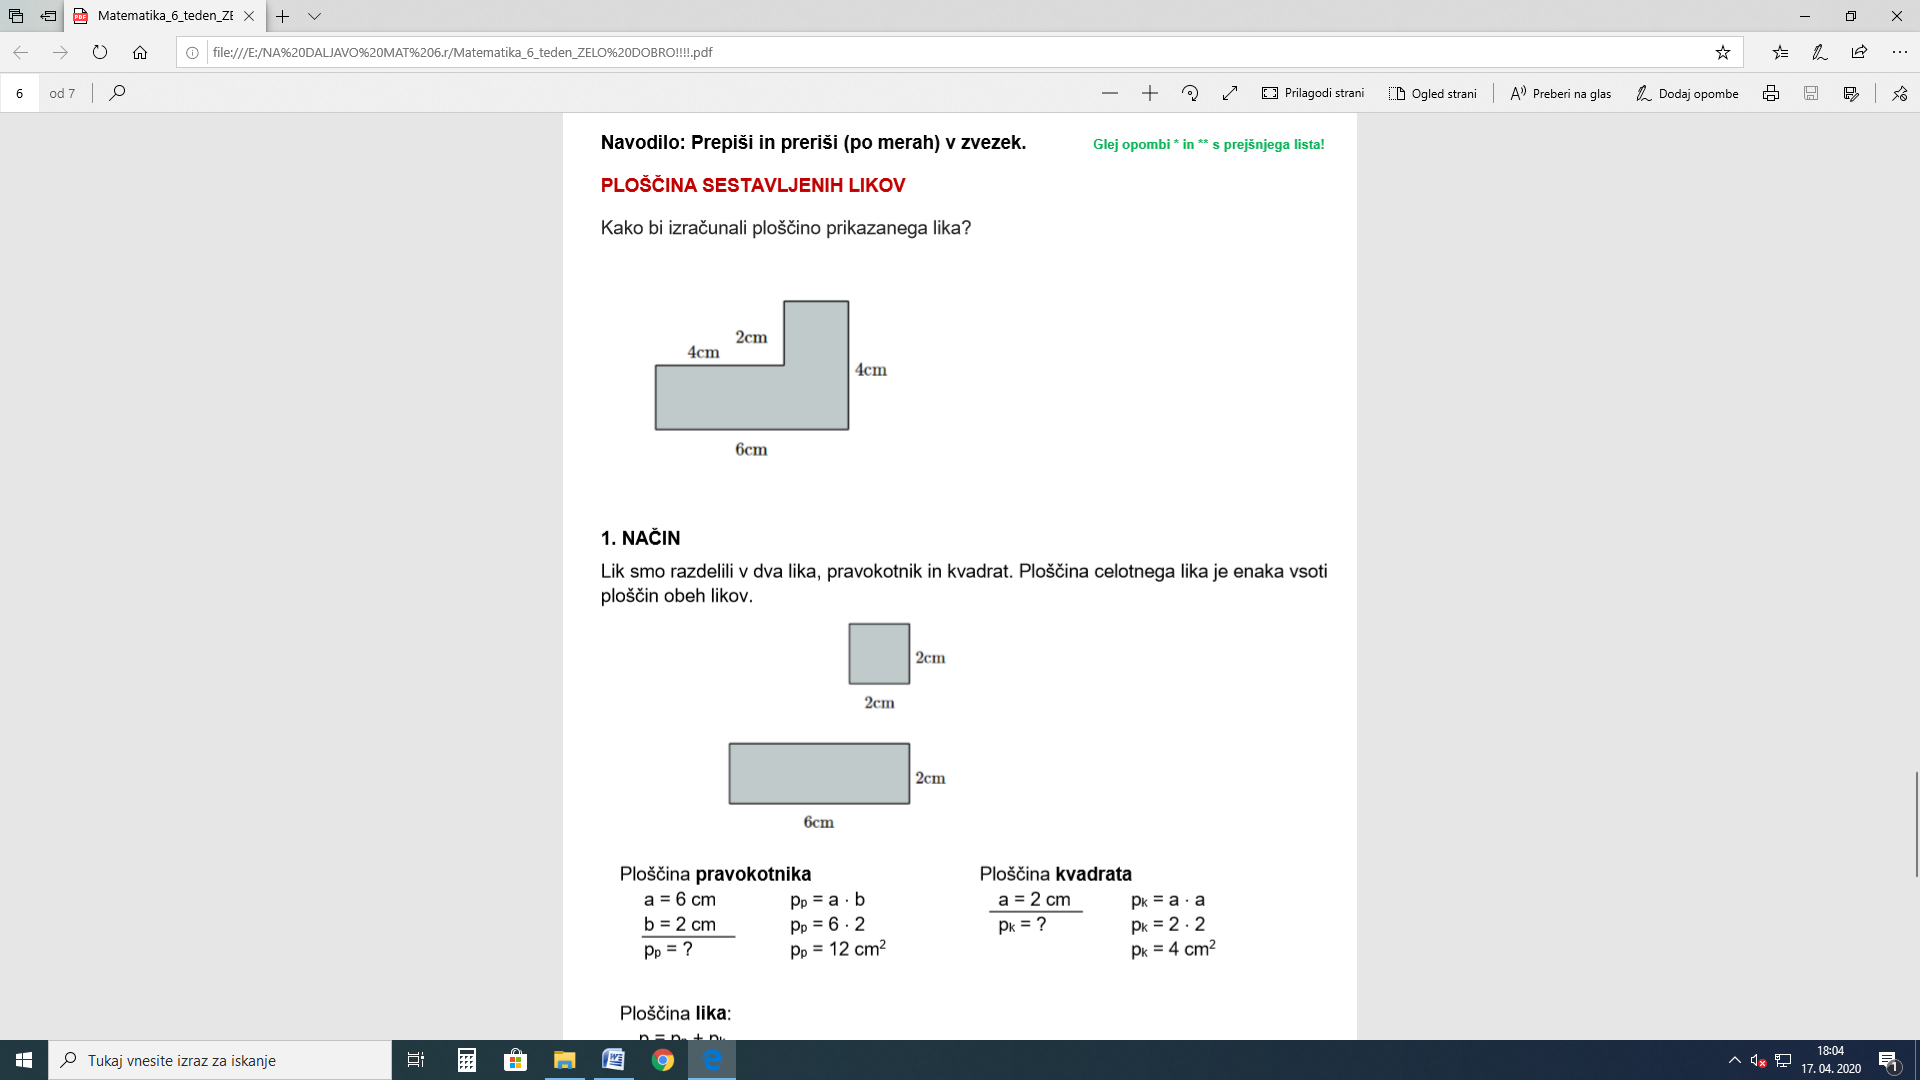 Matematika_6_teden_ZE
file:///E:/NA%20DALJAVO%20MAT%206.r/Matematika_6_teden_ZELO%20DOBRO!!!!.pdf
6 od 7
Prilagodi strani
Ogled strani
Preberi na glas
Dodaj opombe
Navodilo: Prepiši in preriši (po merah) v zvezek.
Glej opombi * in ** s prejšnjega lista!
PLOŠČINA SESTAVLJENIH LIKOV
Kako bi izračunali ploščino prikazanega lika?
2cm
4cm
4cm
6cm
1. NAČIN
Lik smo razdelili v dva lika, pravokotnik in kvadrat. Ploščina celotnega lika je enaka vsoti
ploščin obeh likov.
2cm
2cm
2cm
6cm
Ploščina pravokotnika
a = 6 cm
b = 2 cm
pₚ = ?
pₚ = a · b
pₚ = 6 · 2
pₚ = 12 cm²
Ploščina kvadrata
a = 2 cm
pₖ = ?
pₖ = a · a
pₖ = 2 · 2
pₖ = 4 cm²
Ploščina lika:
p = pₚ + pₖ
Tukaj vnesite izraz za iskanje
18:04
17. 04. 2020
1